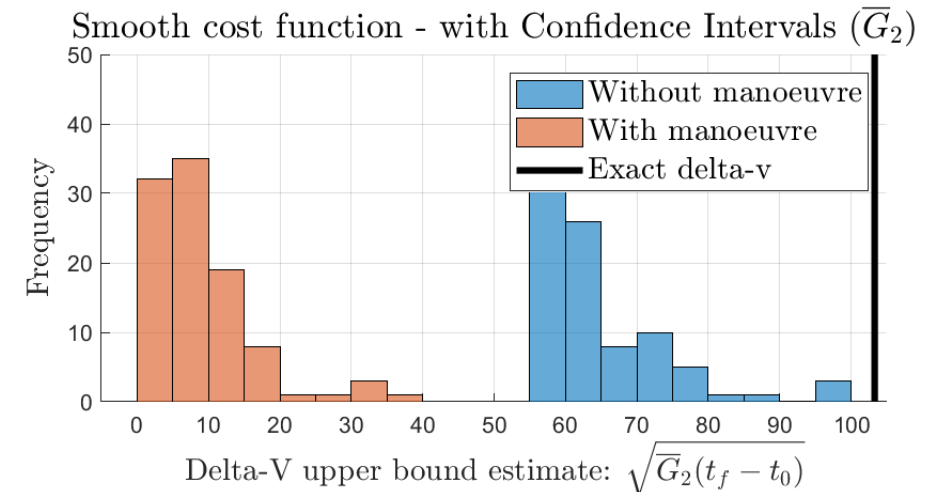 Smooth cost function - with Confidence Intervals (G̅₂)
50
40
30
20
10
0
Frequency
Without manoeuvre
With manoeuvre
Exact delta-v
0 10 20 30 40 50 60 70 80 90 100
Delta-V upper bound estimate: √(G̅₂(t_f − t₀))